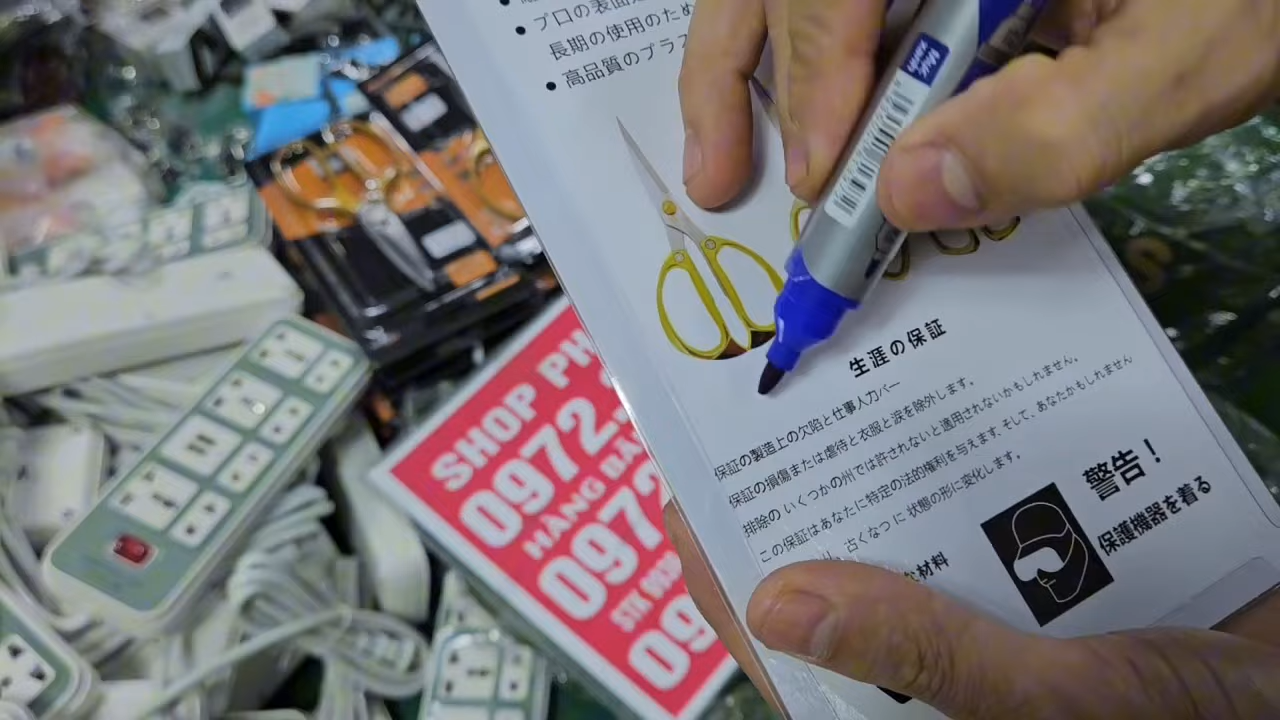 プロの表面
長期の使用のため
高品質のプラス
生涯の保証
保証の製造上の欠陥と仕事人力バー
保証の損傷または虐待と衣服と涙を除外します。
排除の いくつかの州では許されないと適用されないかもしれません。
この保証はあなたに特定の法的権利を与えます.そして、あなたかもしれません
古くなつ に 状態の形に変化します。
材料
警告！
保護機器を着る
SHOP PH
0972.
HÀNG BÃ
0972
STK
09